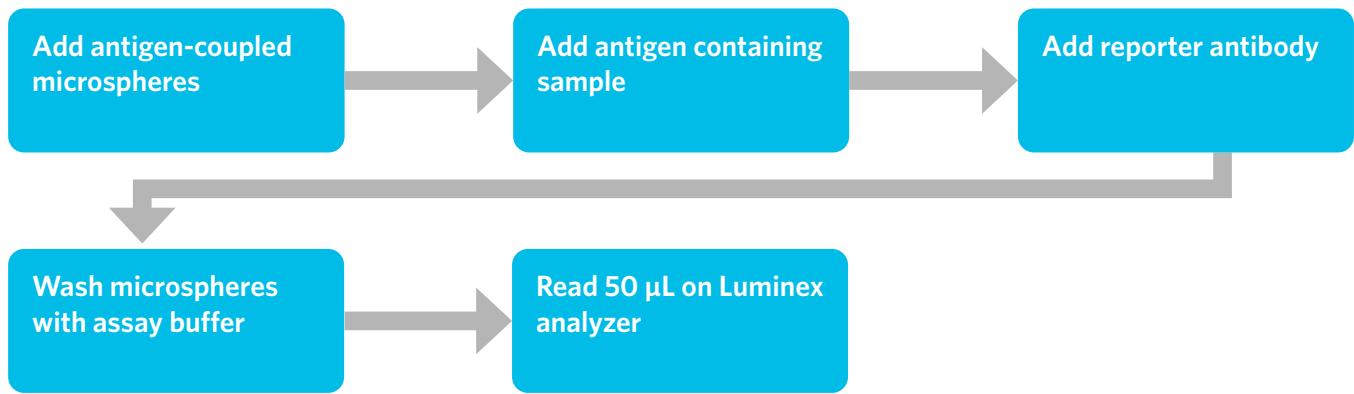 Add antigen-coupled
microspheres
Add antigen containing
sample
Add reporter antibody
Wash microspheres
with assay buffer
Read 50 µL on Luminex
analyzer